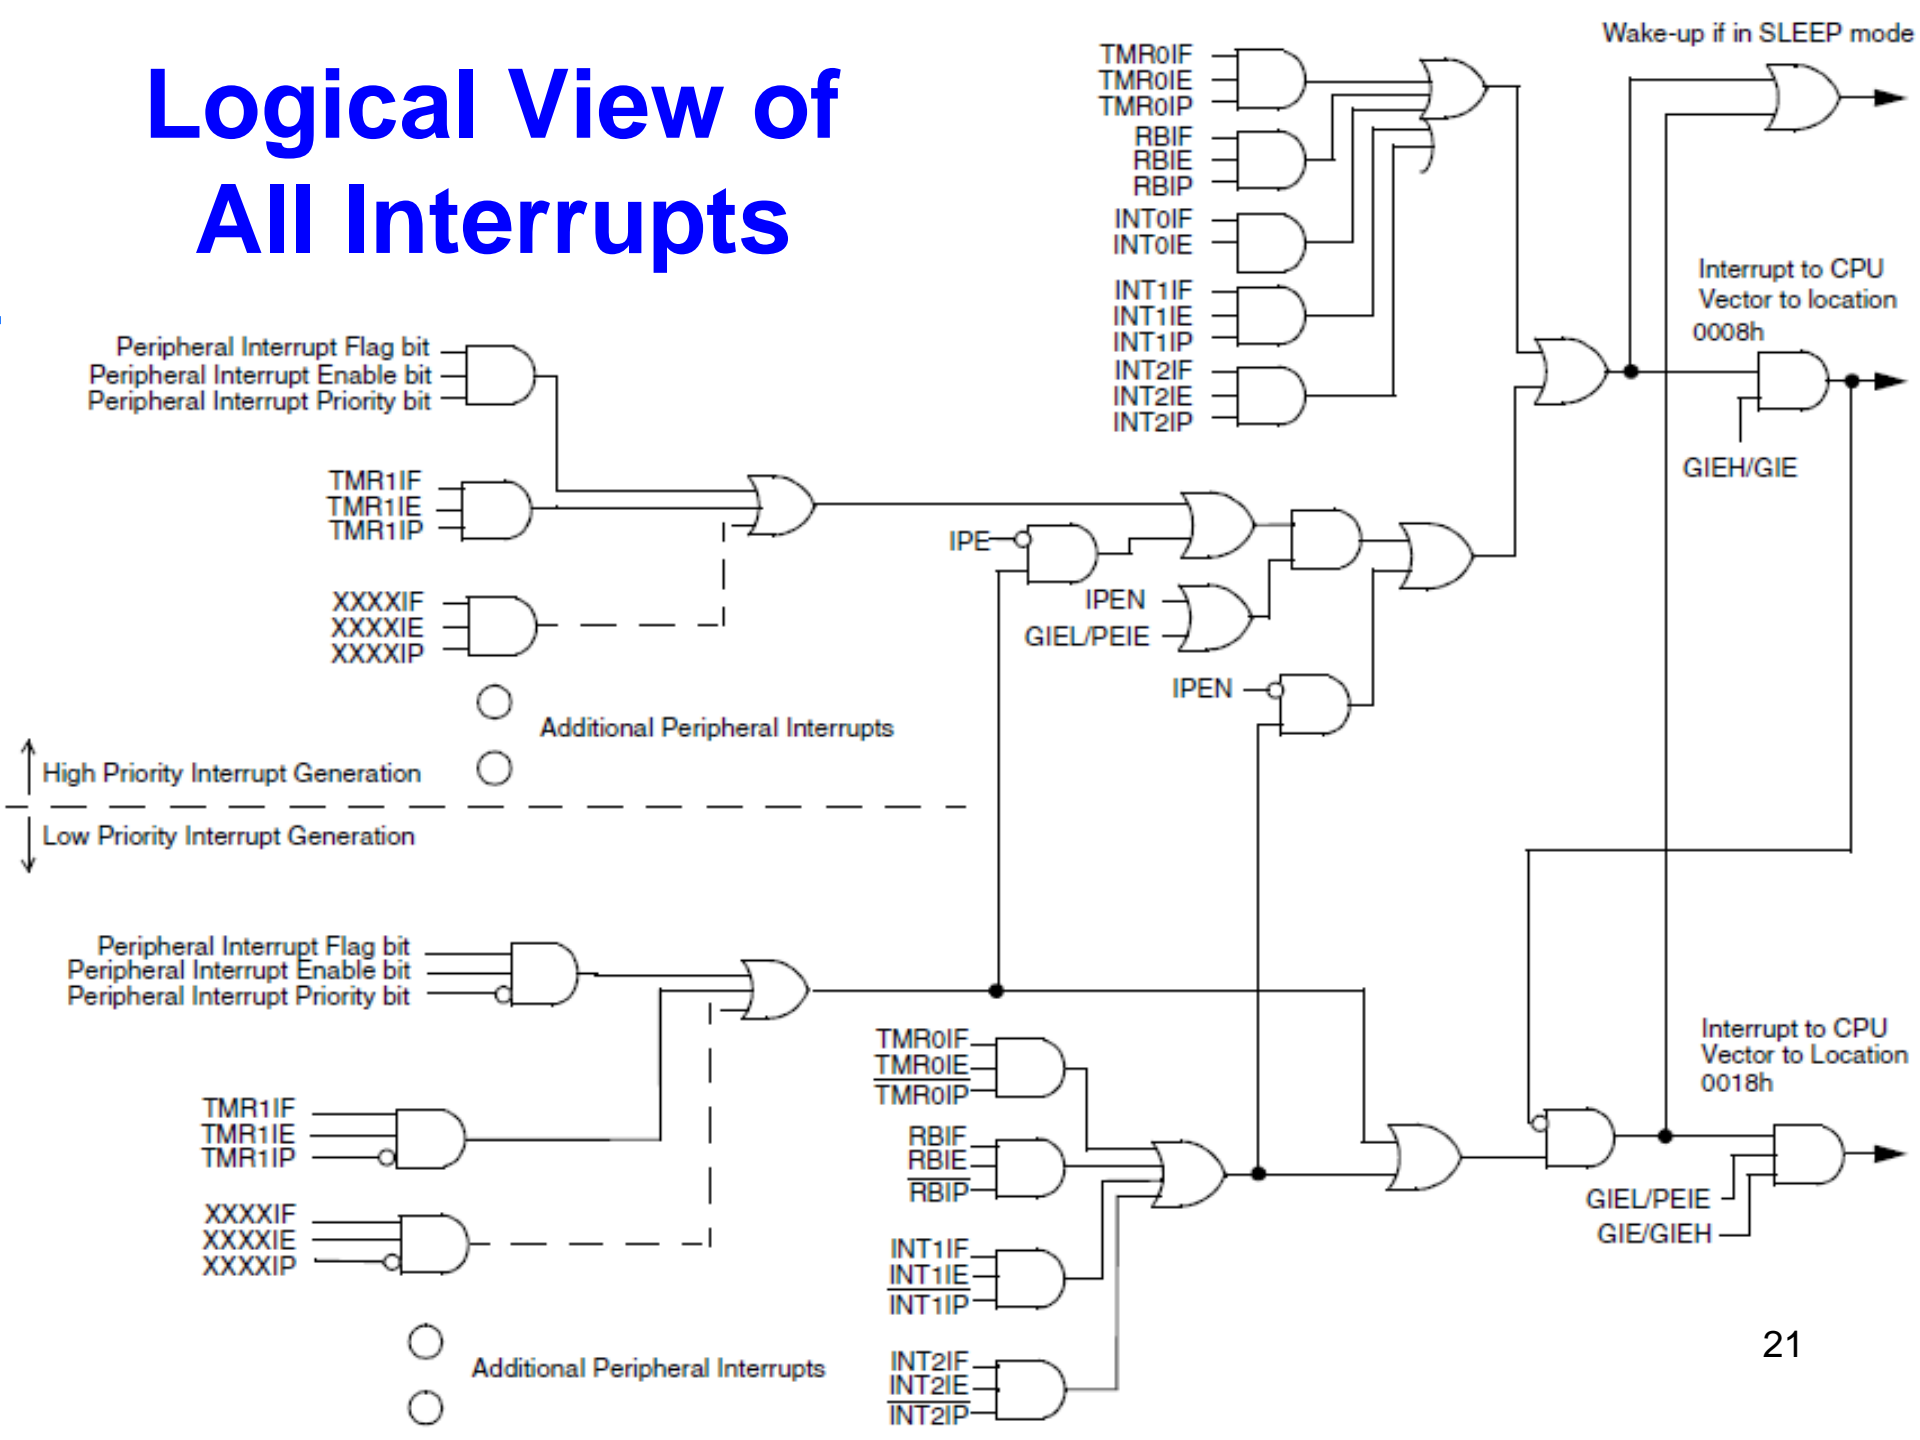 Logical View of
All Interrupts
Wake-up if in SLEEP mode
TMR0IF
TMR0IE
TMR0IP
RBIF
RBIE
RBIP
INT0IF
INT0IE
INT1IF
INT1IE
INT1IP
INT2IF
INT2IE
INT2IP
Interrupt to CPU
Vector to location
0008h
GIEH/GIE
Peripheral Interrupt Flag bit
Peripheral Interrupt Enable bit
Peripheral Interrupt Priority bit
TMR1IF
TMR1IE
TMR1IP
XXXXIF
XXXXIE
XXXXIP
IPE
IPEN
GIEL/PEIE
IPEN
Additional Peripheral Interrupts
High Priority Interrupt Generation
Low Priority Interrupt Generation
Peripheral Interrupt Flag bit
Peripheral Interrupt Enable bit
Peripheral Interrupt Priority bit
TMR1IF
TMR1IE
TMR1IP
XXXXIF
XXXXIE
XXXXIP
Additional Peripheral Interrupts
TMR0IF
TMR0IE
TMR0IP
RBIF
RBIE
RBIP
INT1IF
INT1IE
INT1IP
INT2IF
INT2IE
INT2IP
Interrupt to CPU
Vector to Location
0018h
GIEL/PEIE
GIE/GIEH
21